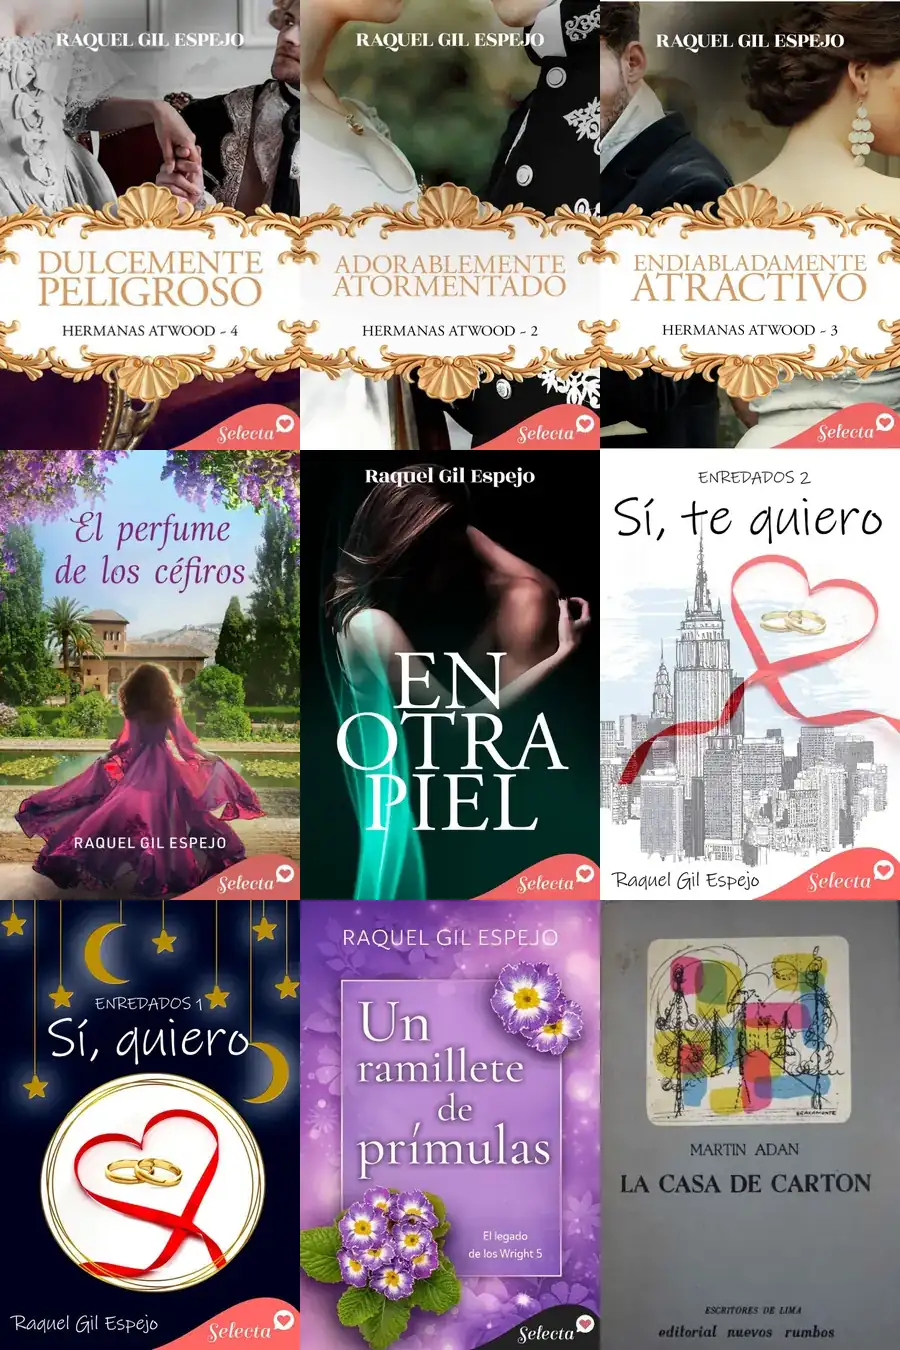 RAQUEL GIL ESPEJO
DULCEMENTE
PELIGROSO
HERMANAS ATWOOD - 4
Selecta
RAQUEL GIL ESPEJO
ADORABLEMENTE
ATORMENTADO
HERMANAS ATWOOD - 2
Selecta
RAQUEL GIL ESPEJO
ENDIABLADAMENTE
ATRACTIVO
HERMANAS ATWOOD - 3
Selecta
El perfume
de los céfiros
RAQUEL GIL ESPEJO
Selecta
Raquel Gil Espejo
EN
OTRA
PIEL
Selecta
ENREDADOS 2
Sí, te quiero
Raquel Gil Espejo
Selecta
ENREDADOS 1
Sí, quiero
Raquel Gil Espejo
Selecta
RAQUEL GIL ESPEJO
Un
ramillete
de
prímulas
El legado
de los Wright 5
Selecta
MARTIN ADAN
LA CASA DE CARTON
ESCRITORES DE LIMA
editorial nuevos rumbos